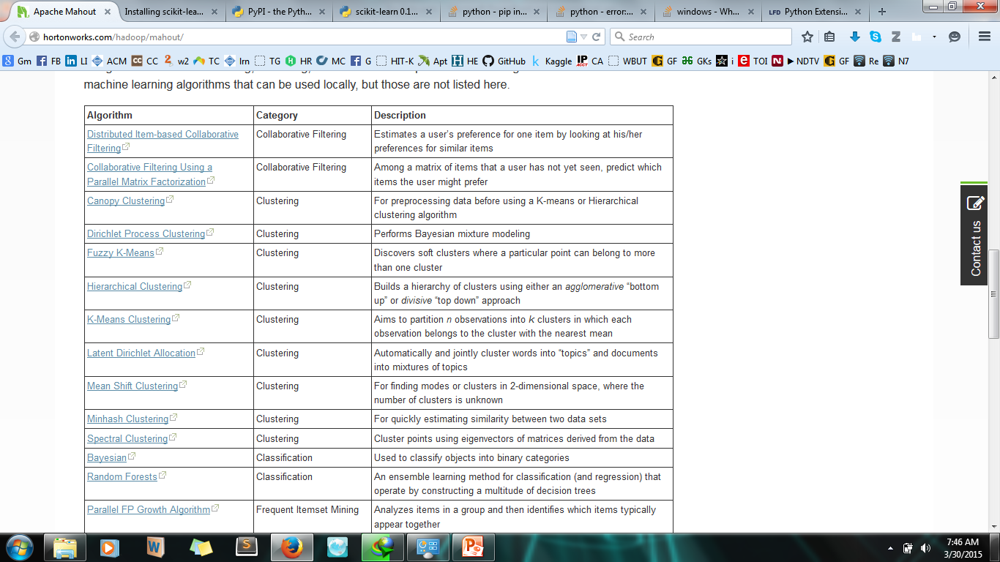 Apache Mahout
Installing scikit-lea...
PyPI - the Pyth...
scikit-learn 0.1...
python - pip in...
python - error:...
windows - Wh...
LFD Python Extensi...
hortonworks.com/hadoop/mahout/
Search
Gm FB LI ACM CC w2 TC Irn TG HR MC G HIT-K Apt HE GitHub Kaggle CA WBUT GF GKs i TOI NDTV GF Re N7
machine learning algorithms that can be used locally, but those are not listed here.
Algorithm Category Description
Distributed Item-based Collaborative Collaborative Filtering Estimates a user's preference for one item by looking at his/her
Filtering preferences for similar items
Collaborative Filtering Using a Collaborative Filtering Among a matrix of items that a user has not yet seen, predict which
Parallel Matrix Factorization items the user might prefer
Canopy Clustering Clustering For preprocessing data before using a K-means or Hierarchical
clustering algorithm
Dirichlet Process Clustering Clustering Performs Bayesian mixture modeling
Fuzzy K-Means Clustering Discovers soft clusters where a particular point can belong to more
than one cluster
Hierarchical Clustering Clustering Builds a hierarchy of clusters using either an agglomerative “bottom
up” or divisive “top down” approach
K-Means Clustering Clustering Aims to partition n observations into k clusters in which each
observation belongs to the cluster with the nearest mean
Latent Dirichlet Allocation Clustering Automatically and jointly cluster words into “topics” and documents
into mixtures of topics
Mean Shift Clustering Clustering For finding modes or clusters in 2-dimensional space, where the
number of clusters is unknown
Minhash Clustering Clustering For quickly estimating similarity between two data sets
Spectral Clustering Clustering Cluster points using eigenvectors of matrices derived from the data
Bayesian Classification Used to classify objects into binary categories
Random Forests Classification An ensemble learning method for classification (and regression) that
operate by constructing a multitude of decision trees
Parallel FP Growth Algorithm Frequent Itemset Mining Analyzes items in a group and then identifies which items typically
appear together
Contact us
7:46 AM
3/30/2015